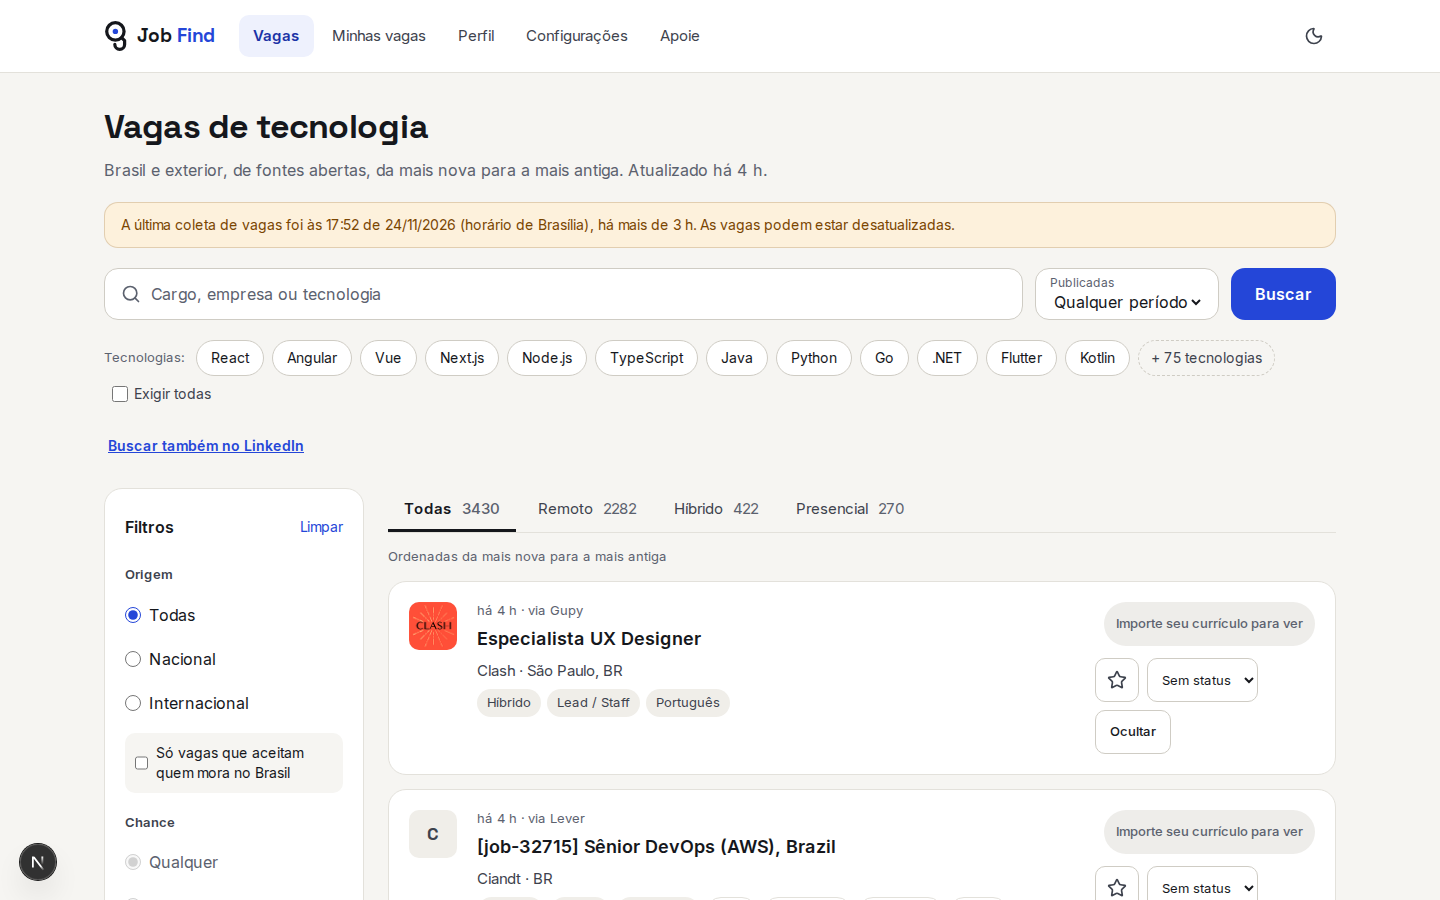 Job Find
Vagas
Minhas vagas
Perfil
Configurações
Apoie
Vagas de tecnologia
Brasil e exterior, de fontes abertas, da mais nova para a mais antiga. Atualizado há 4 h.
A última coleta de vagas foi às 17:52 de 24/11/2026 (horário de Brasília), há mais de 3 h. As vagas podem estar desatualizadas.
Cargo, empresa ou tecnologia
Publicadas
Qualquer período
Buscar
Tecnologias:
React
Angular
Vue
Next.js
Node.js
TypeScript
Java
Python
Go
.NET
Flutter
Kotlin
+ 75 tecnologias
Exigir todas
Buscar também no LinkedIn
Filtros
Limpar
Origem
Todas
Nacional
Internacional
Só vagas que aceitam
quem mora no Brasil
Chance
Qualquer
Todas 3430
Remoto 2282
Híbrido 422
Presencial 270
Ordenadas da mais nova para a mais antiga
CLASH
há 4 h · via Gupy
Especialista UX Designer
Clash · São Paulo, BR
Híbrido
Lead / Staff
Português
Importe seu currículo para ver
Sem status
Ocultar
C
há 4 h · via Lever
[job-32715] Sênior DevOps (AWS), Brazil
Ciandt · BR
Importe seu currículo para ver
Sem status
N